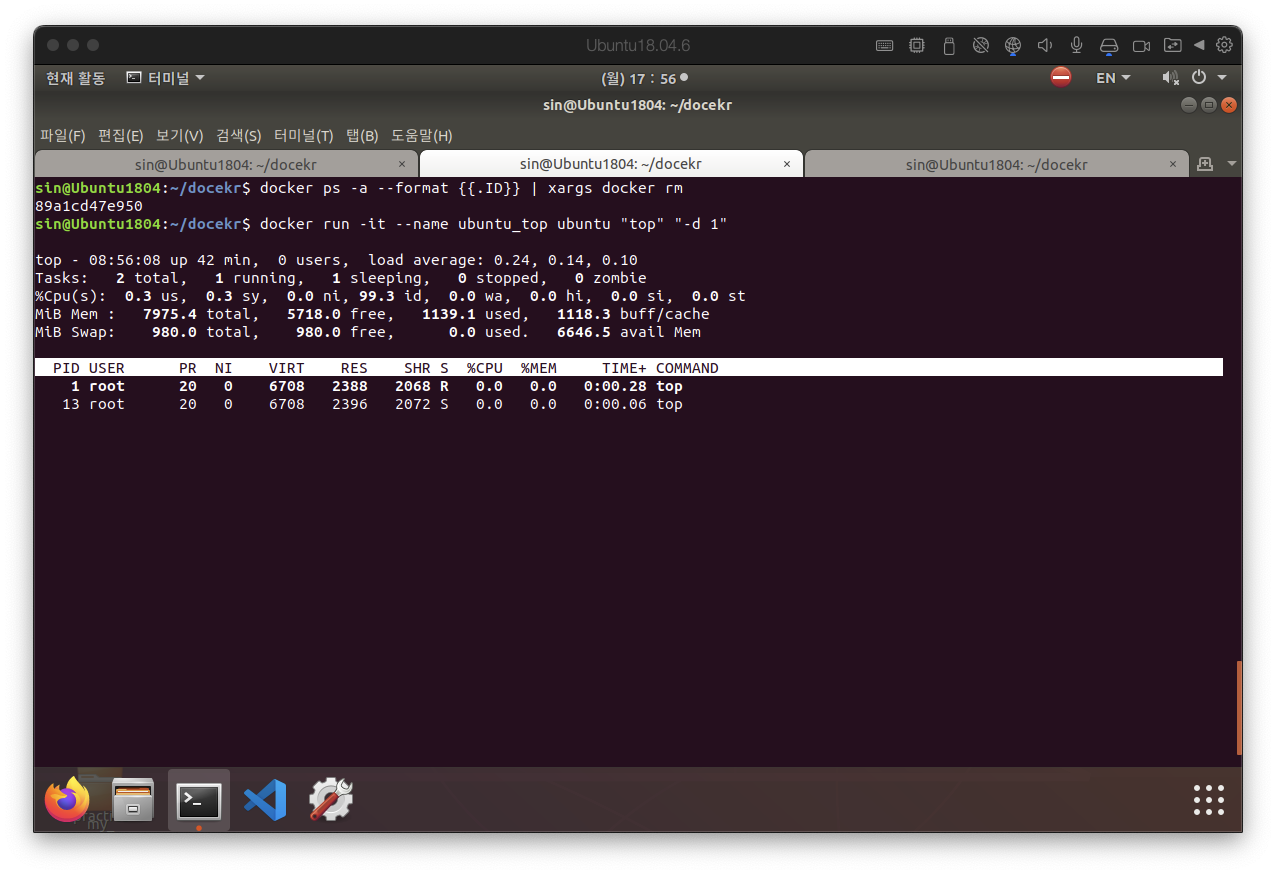 Ubuntu18.04.6
현재 활동 터미널 (월) 17 : 56 EN
sin@Ubuntu1804: ~/docekr
파일(F) 편집(E) 보기(V) 검색(S) 터미널(T) 탭(B) 도움말(H)
sin@Ubuntu1804: ~/docekr × sin@Ubuntu1804: ~/docekr × sin@Ubuntu1804: ~/docekr ×
sin@Ubuntu1804:~/docekr$ docker ps -a --format {{.ID}} | xargs docker rm
89a1cd47e950
sin@Ubuntu1804:~/docekr$ docker run -it --name ubuntu_top ubuntu "top" "-d 1"
top - 08:56:08 up 42 min,  0 users,  load average: 0.24, 0.14, 0.10
Tasks:   2 total,   1 running,   1 sleeping,   0 stopped,   0 zombie
%Cpu(s):  0.3 us,  0.3 sy,  0.0 ni, 99.3 id,  0.0 wa,  0.0 hi,  0.0 si,  0.0 st
MiB Mem :   7975.4 total,   5718.0 free,   1139.1 used,   1118.3 buff/cache
MiB Swap:    980.0 total,    980.0 free,      0.0 used.   6646.5 avail Mem
PID USER      PR  NI    VIRT    RES    SHR S  %CPU  %MEM     TIME+ COMMAND
1 root      20   0    6708   2388   2068 R   0.0   0.0   0:00.28 top
13 root      20   0    6708   2396   2072 S   0.0   0.0   0:00.06 top
my_